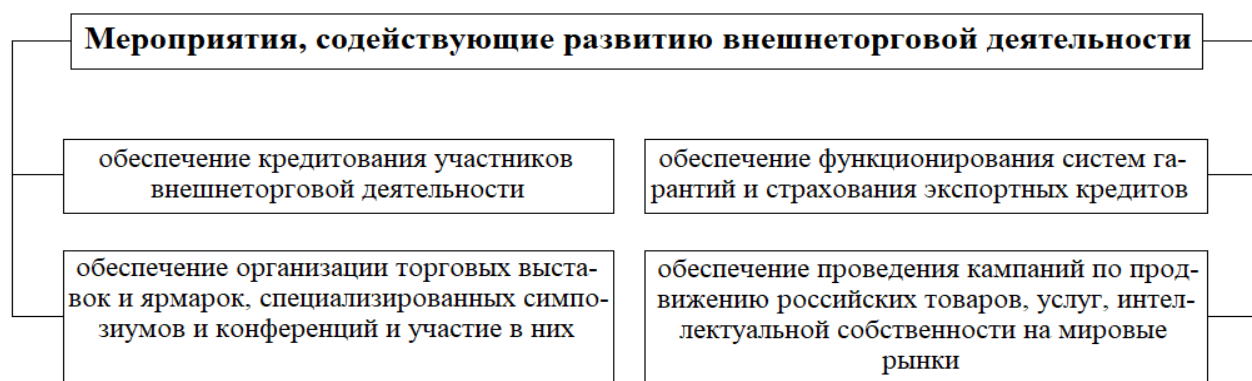 Мероприятия, содействующие развитию внешнеторговой деятельности
обеспечение кредитования участников
внешнеторговой деятельности
обеспечение функционирования систем га-
рантий и страхования экспортных кредитов
обеспечение организации торговых выста-
вок и ярмарок, специализированных симпо-
зиумов и конференций и участие в них
обеспечение проведения кампаний по прод-
вижению российских товаров, услуг, интел-
лектуальной собственности на мировые
рынки